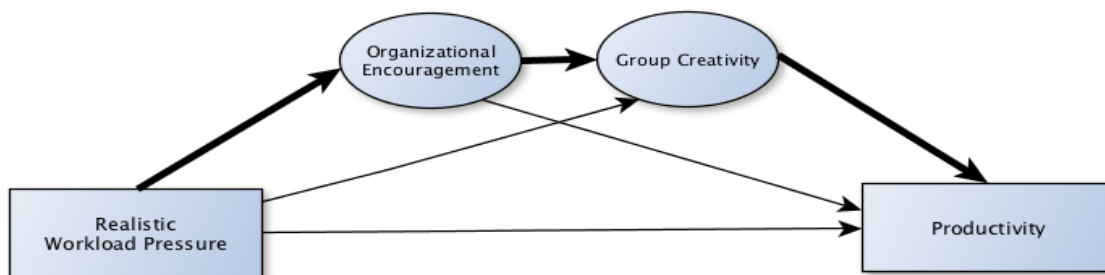 Organizational
Encouragement
Group Creativity
Realistic
Workload Pressure
Productivity